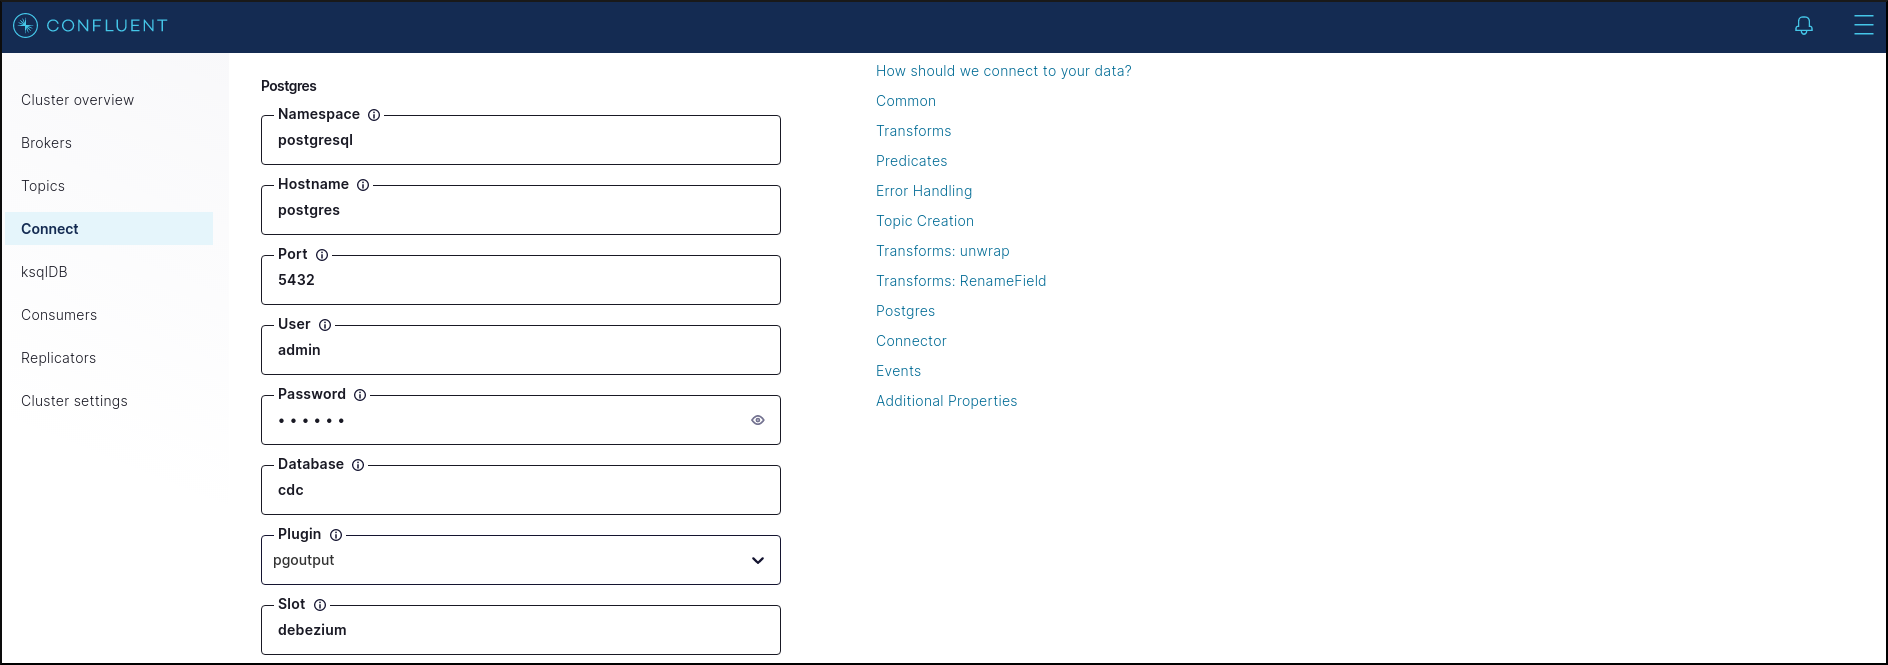 CONFLUENT
Cluster overview
Brokers
Topics
Connect
ksqlDB
Consumers
Replicators
Cluster settings
Postgres
Namespace
postgresql
Hostname
postgres
Port
5432
User
admin
Password
••••••
Database
cdc
Plugin
pgoutput
Slot
debezium
How should we connect to your data?
Common
Transforms
Predicates
Error Handling
Topic Creation
Transforms: unwrap
Transforms: RenameField
Postgres
Connector
Events
Additional Properties